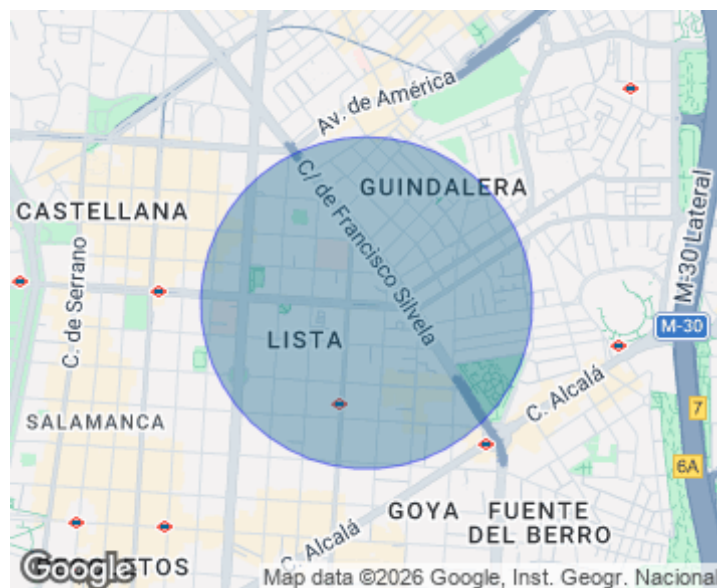 Av. de América
C/ de Francisco Silvela
GUINDALERA
CASTELLANA
C. de Serrano
M-30 Lateral
M-30
LISTA
C. Alcalá
SALAMANCA
7
6A
GOYA
FUENTE
DEL BERRO
C. Alcalá
Google
Map data ©2026 Google, Inst. Geogr. Nacional